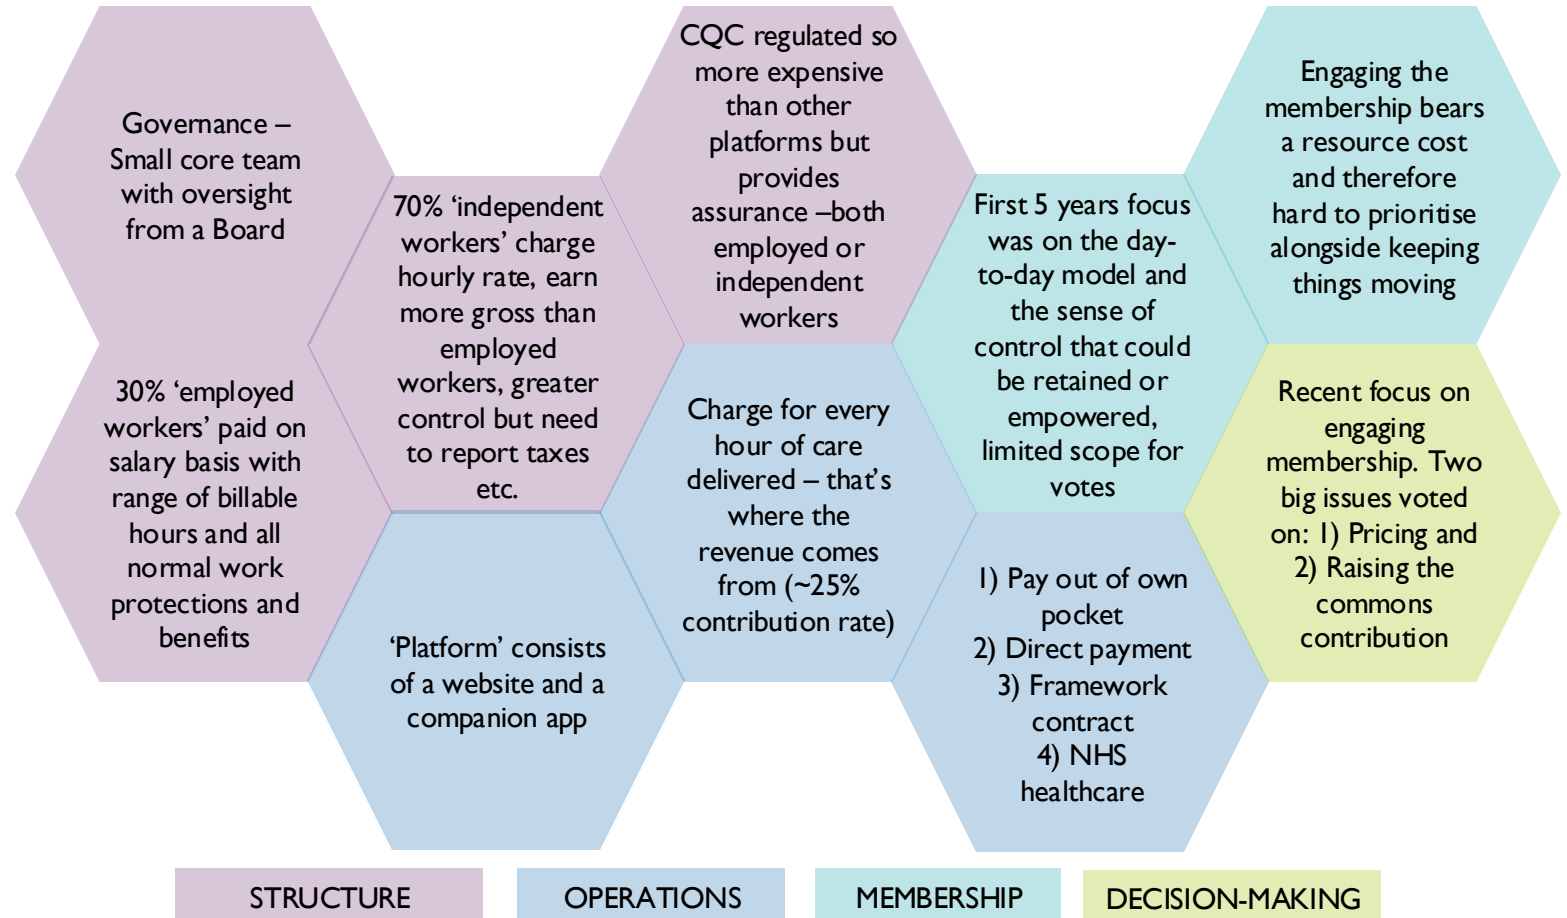 Governance –
Small core team
with oversight
from a Board
30% ‘employed
workers’ paid on
salary basis with
range of billable
hours and all
normal work
protections and
benefits
70% ‘independent
workers’ charge
hourly rate, earn
more gross than
employed
workers, greater
control but need
to report taxes
etc.
‘Platform’ consists
of a website and a
companion app
CQC regulated so
more expensive
than other
platforms but
provides
assurance –both
employed or
independent
workers
Charge for every
hour of care
delivered – that’s
where the
revenue comes
from (~25%
contribution rate)
First 5 years focus
was on the day-
to-day model and
the sense of
control that could
be retained or
empowered,
limited scope for
votes
1) Pay out of own
pocket
2) Direct payment
3) Framework
contract
4) NHS
healthcare
Engaging the
membership bears
a resource cost
and therefore
hard to prioritise
alongside keeping
things moving
Recent focus on
engaging
membership. Two
big issues voted
on: 1) Pricing and
2) Raising the
commons
contribution
STRUCTURE
OPERATIONS
MEMBERSHIP
DECISION-MAKING